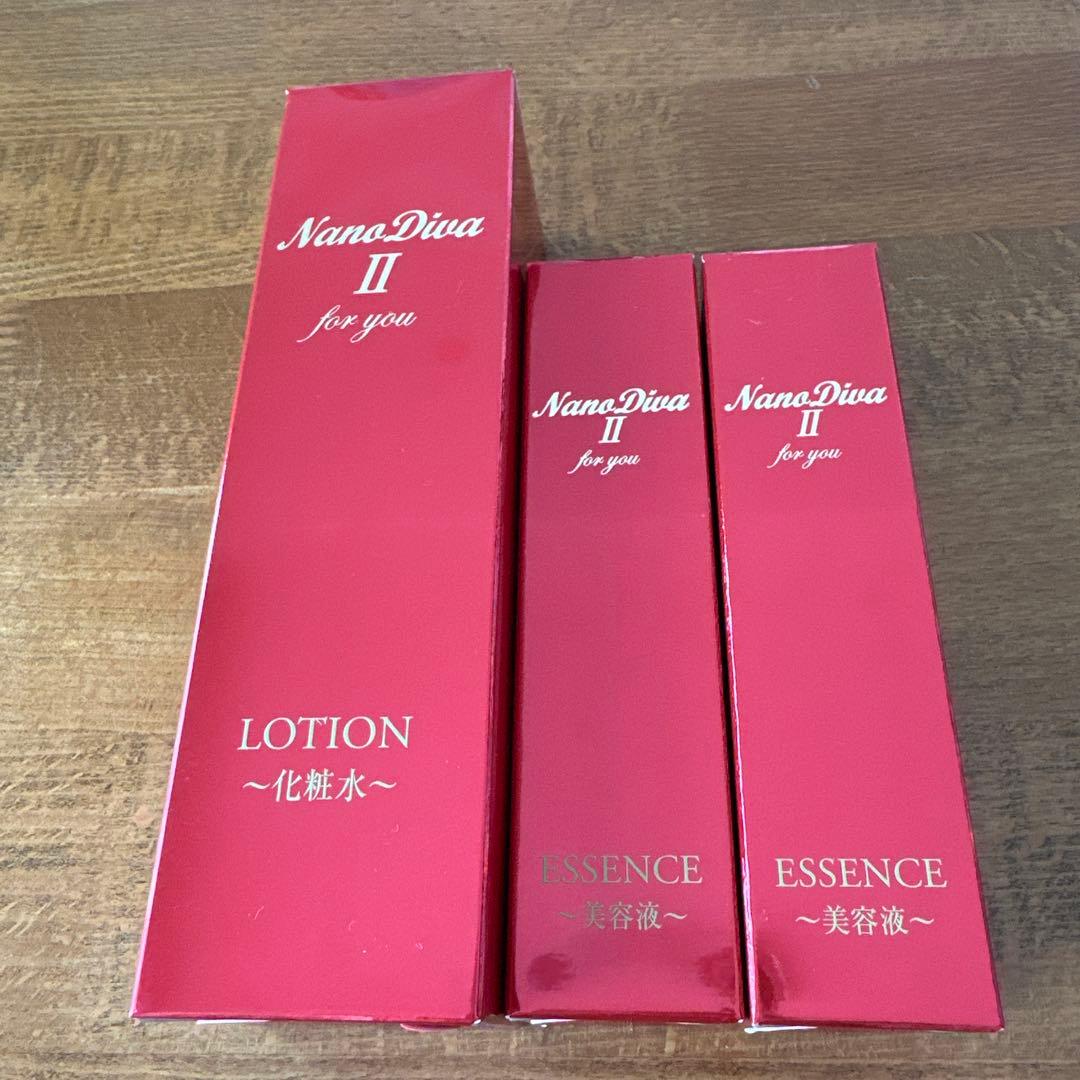 Nano Diva
II
for you
LOTION
～化粧水～
Nano Diva
II
for you
ESSENCE
～美容液～
Nano Diva
II
for you
ESSENCE
～美容液～